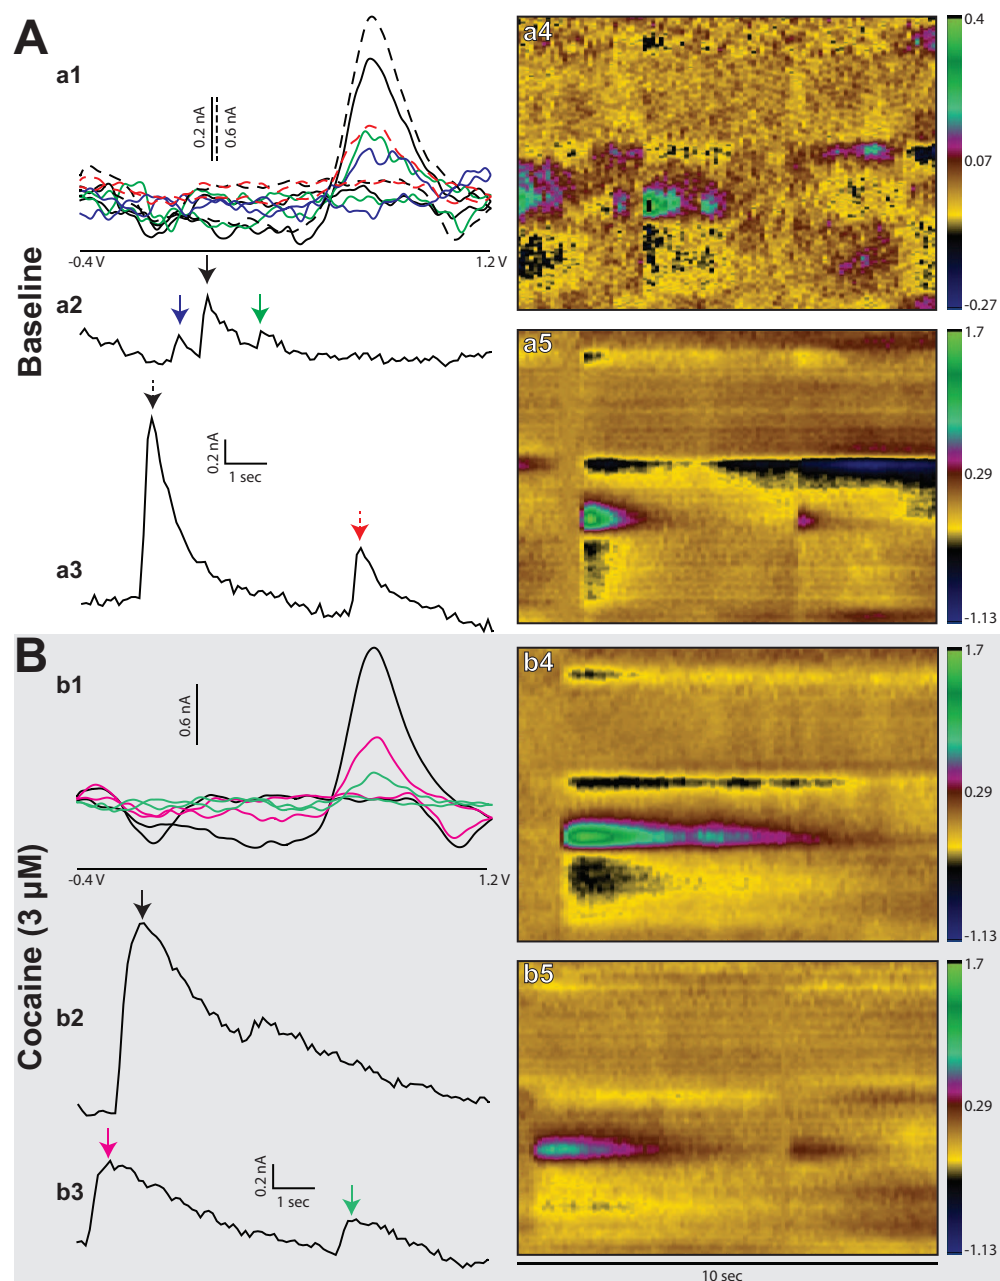 A
a1
0.2 nA
0.6 nA
-0.4 V
1.2 V
a2
Baseline
0.2 nA
1 sec
a3
a4
0.4
0.07
-0.27
a5
1.7
0.29
-1.13
B
b1
0.6 nA
-0.4 V
1.2 V
Cocaine (3 µM)
b2
b3
0.2 nA
1 sec
b4
1.7
0.29
-1.13
b5
1.7
0.29
-1.13
10 sec